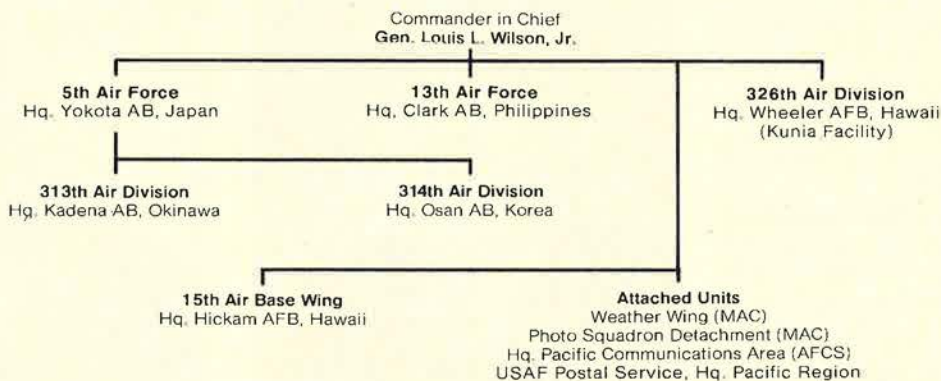 Commander in Chief
Gen. Louis L. Wilson, Jr.
5th Air Force
Hq. Yokota AB, Japan
13th Air Force
Hq, Clark AB, Philippines
326th Air Division
Hq. Wheeler AFB, Hawaii
(Kunia Facility)
313th Air Division
Hq. Kadena AB, Okinawa
314th Air Division
Hq. Osan AB, Korea
15th Air Base Wing
Hq. Hickam AFB, Hawaii
Attached Units
Weather Wing (MAC)
Photo Squadron Detachment (MAC)
Hq. Pacific Communications Area (AFCS)
USAF Postal Service, Hq. Pacific Region